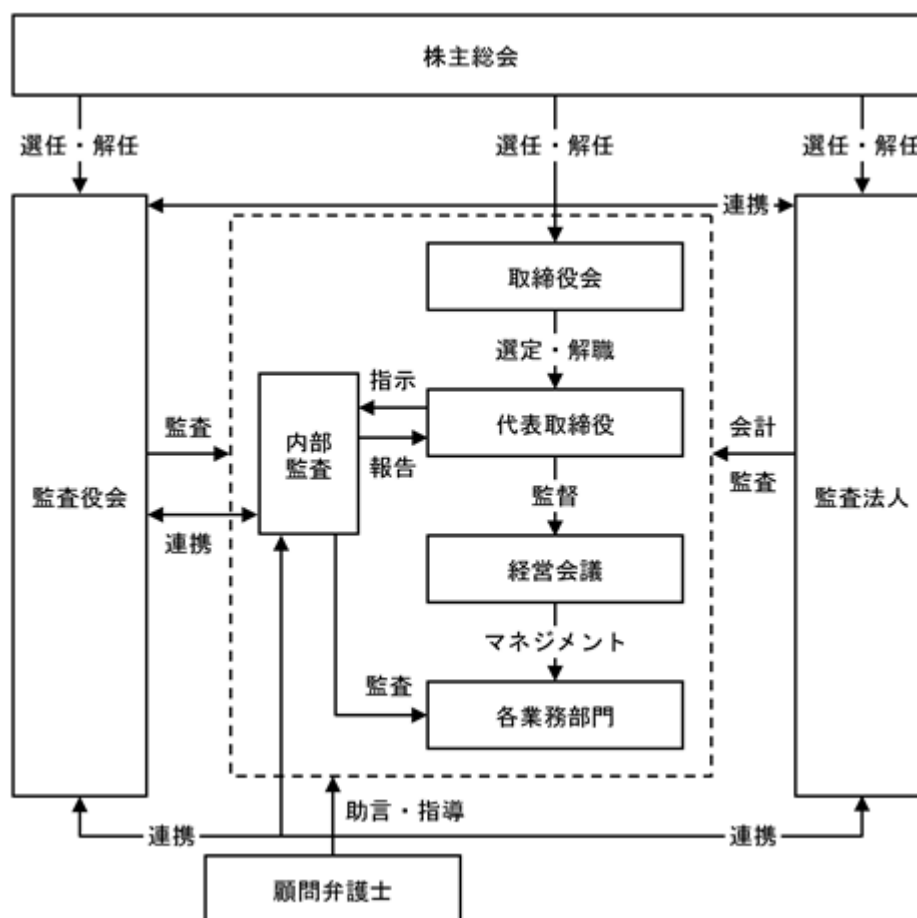 株主総会
選任・解任
選任・解任
選任・解任
連携
取締役会
選定・解職
指示
代表取締役
会計
監査
内部
監査
報告
監査
監査役会
監査法人
監督
連携
経営会議
マネジメント
監査
各業務部門
助言・指導
連携
連携
顧問弁護士